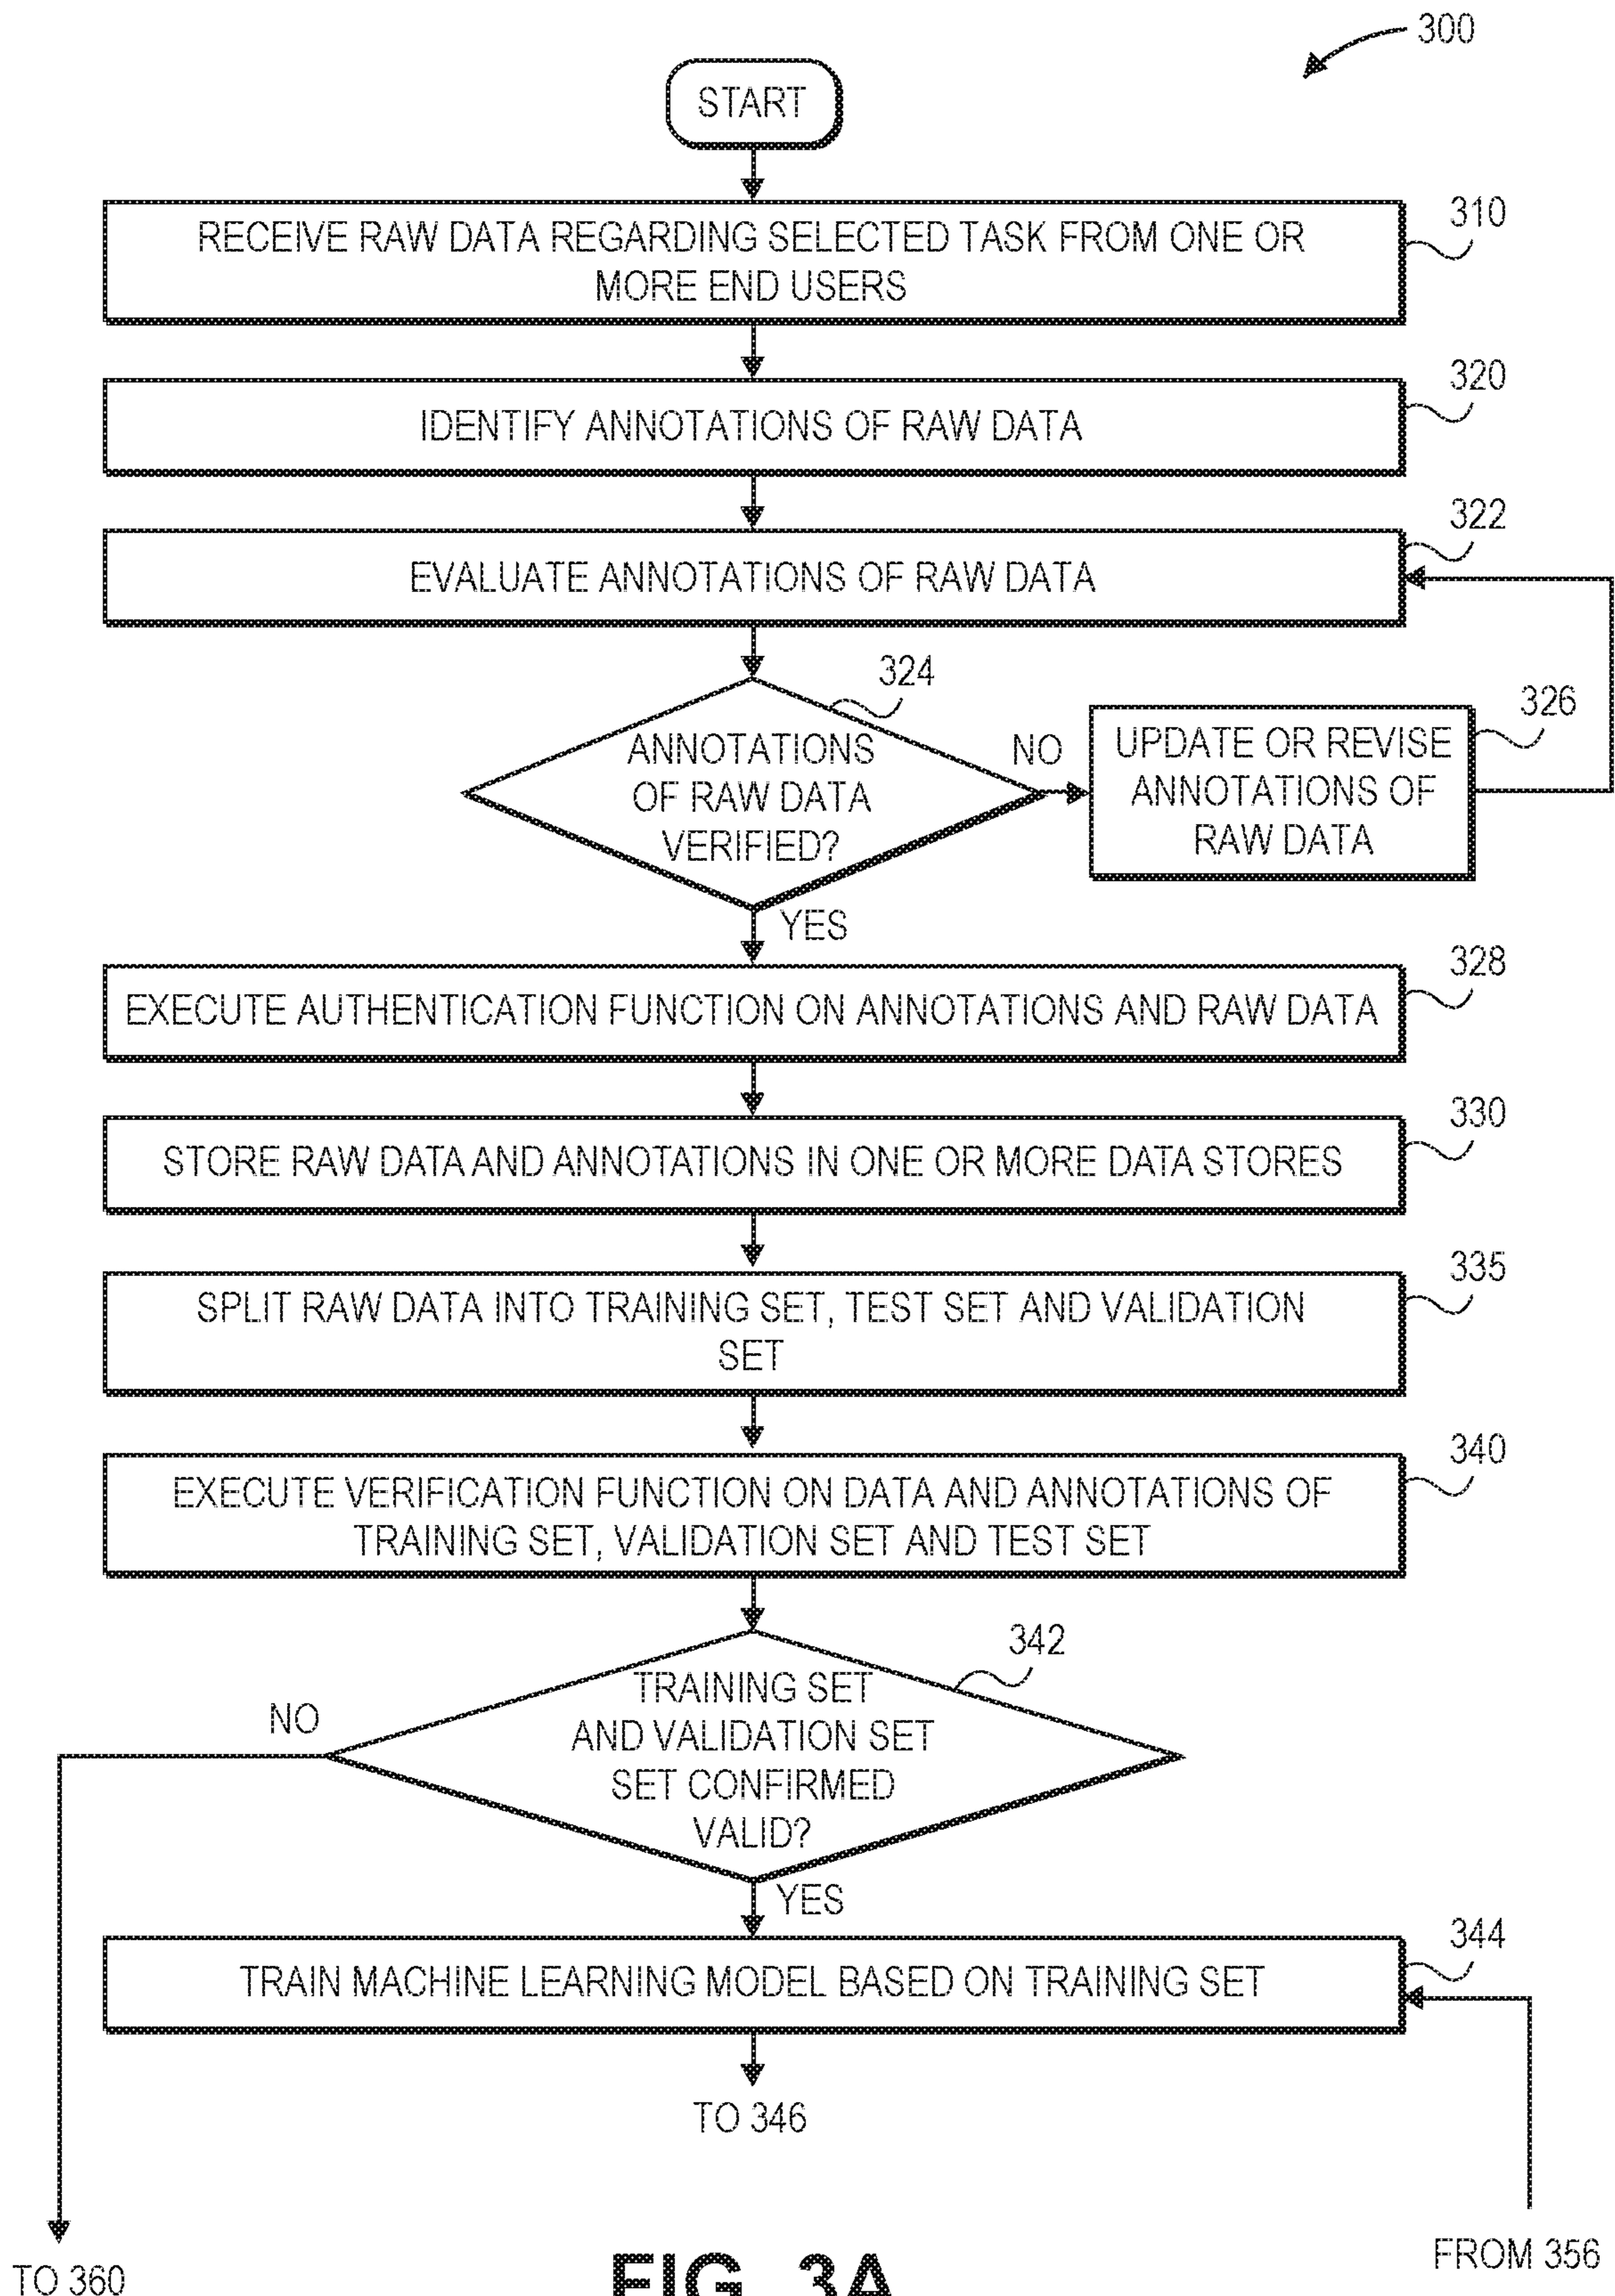 300
START
310
RECEIVE RAW DATA REGARDING SELECTED TASK FROM ONE OR
MORE END USERS
320
IDENTIFY ANNOTATIONS OF RAW DATA
322
EVALUATE ANNOTATIONS OF RAW DATA
324
ANNOTATIONS
OF RAW DATA
VERIFIED?
NO
326
UPDATE OR REVISE
ANNOTATIONS OF
RAW DATA
YES
328
EXECUTE AUTHENTICATION FUNCTION ON ANNOTATIONS AND RAW DATA
330
STORE RAW DATA AND ANNOTATIONS IN ONE OR MORE DATA STORES
335
SPLIT RAW DATA INTO TRAINING SET, TEST SET AND VALIDATION
SET
340
EXECUTE VERIFICATION FUNCTION ON DATA AND ANNOTATIONS OF
TRAINING SET, VALIDATION SET AND TEST SET
342
TRAINING SET
AND VALIDATION SET
SET CONFIRMED
VALID?
NO
YES
344
TRAIN MACHINE LEARNING MODEL BASED ON TRAINING SET
TO 346
TO 360
FROM 356
FIG. 3A